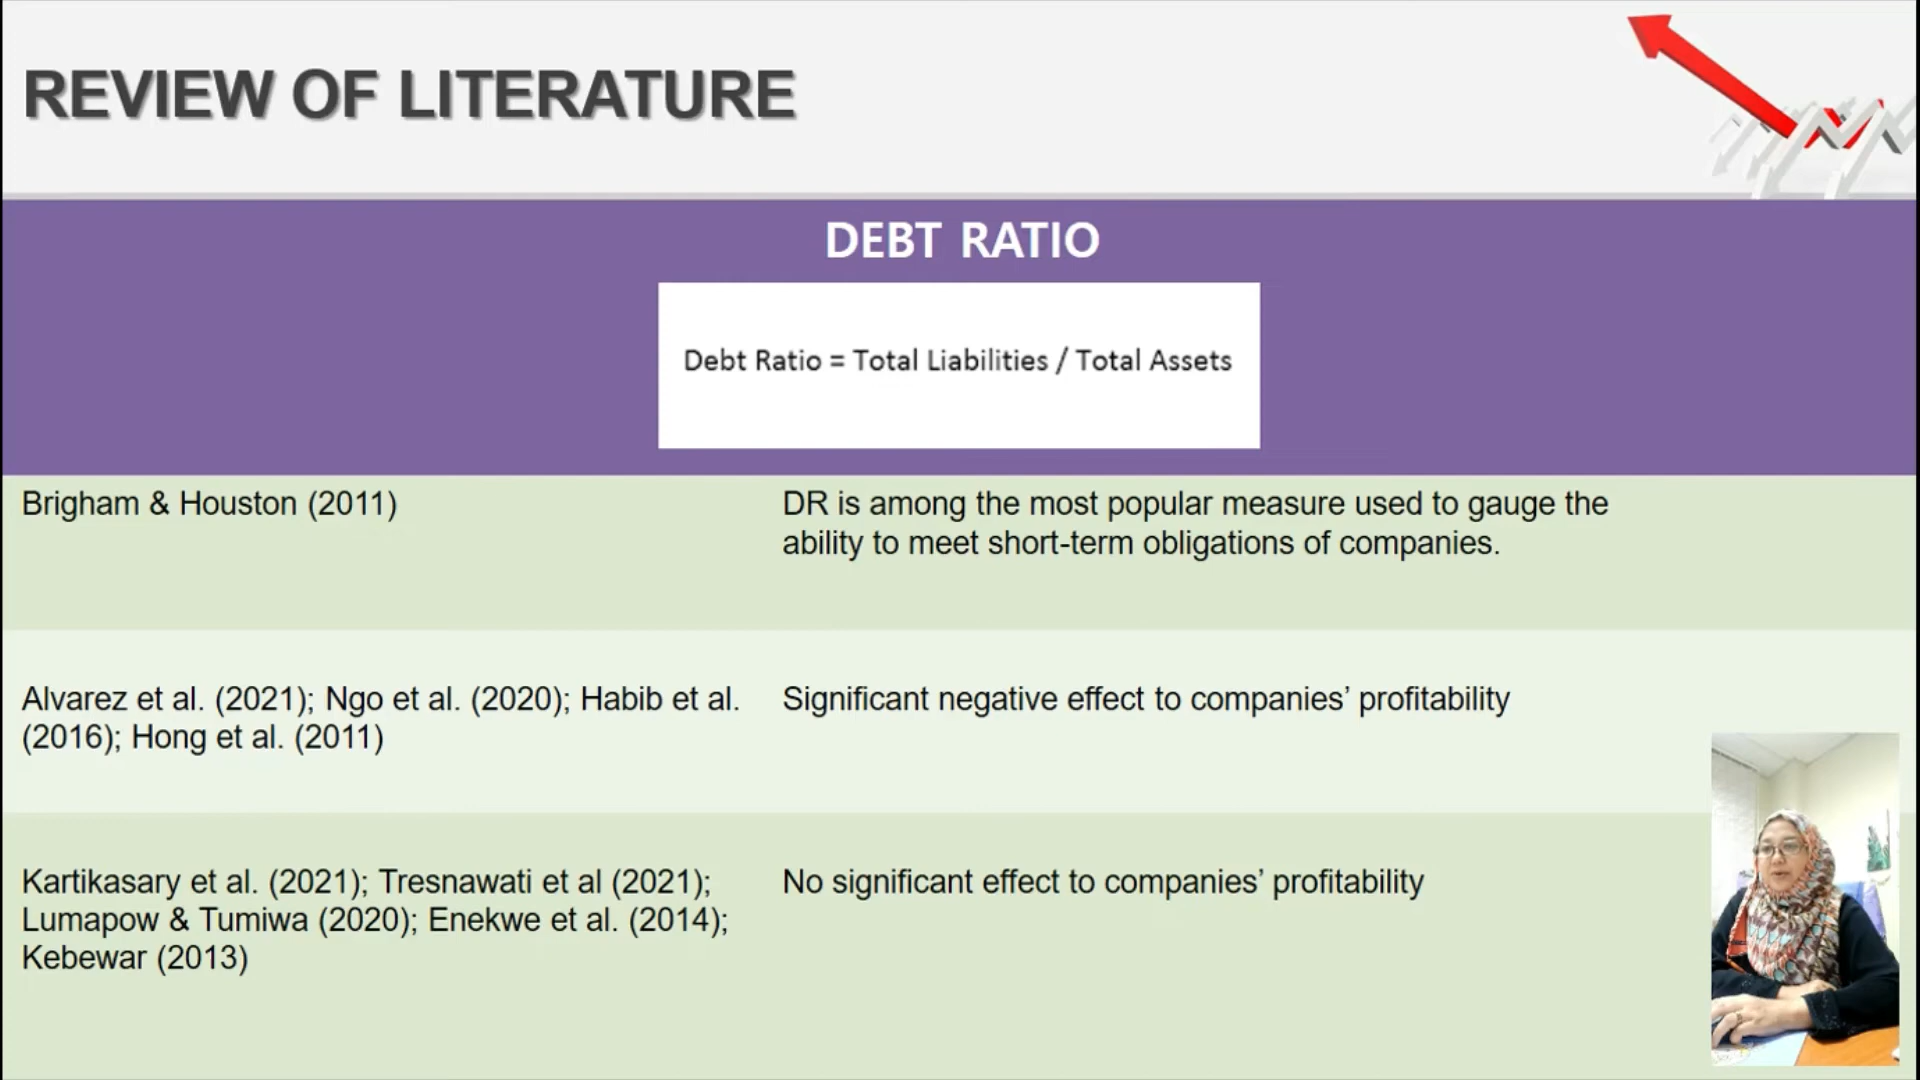 REVIEW OF LITERATURE
DEBT RATIO
Debt Ratio = Total Liabilities / Total Assets
Brigham & Houston (2011)
DR is among the most popular measure used to gauge the
ability to meet short-term obligations of companies.
Alvarez et al. (2021); Ngo et al. (2020); Habib et al.
(2016); Hong et al. (2011)
Significant negative effect to companies’ profitability
Kartikasary et al. (2021); Tresnawati et al (2021);
Lumapow & Tumiwa (2020); Enekwe et al. (2014);
Kebewar (2013)
No significant effect to companies’ profitability